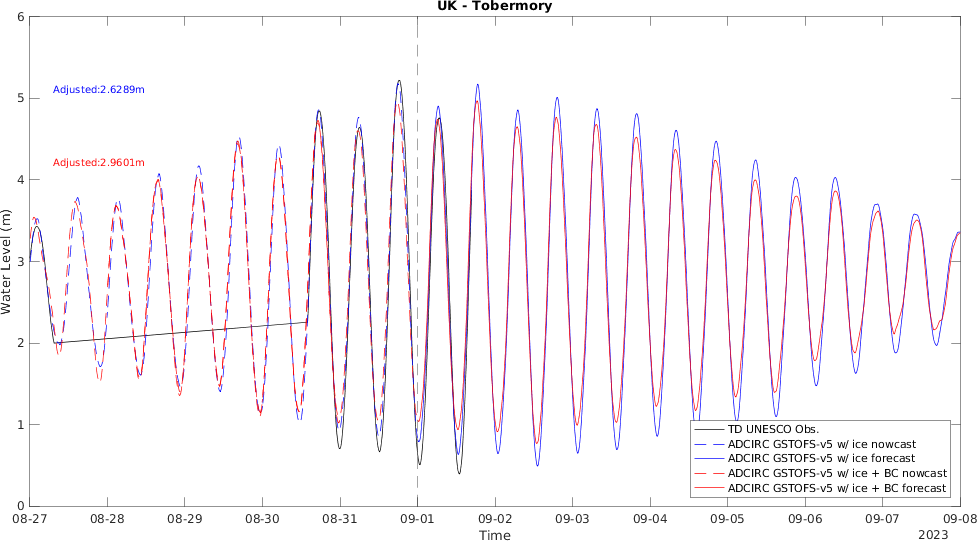 UK - Tobermory
6
5
4
3
2
1
0
Water Level (m)
Adjusted:2.6289m
Adjusted:2.9601m
TD UNESCO Obs.
ADCIRC GSTOFS-v5 w/ ice nowcast
ADCIRC GSTOFS-v5 w/ ice forecast
ADCIRC GSTOFS-v5 w/ ice + BC nowcast
ADCIRC GSTOFS-v5 w/ ice + BC forecast
08-27 08-28 08-29 08-30 08-31 09-01 09-02 09-03 09-04 09-05 09-06 09-07 09-08
Time
2023